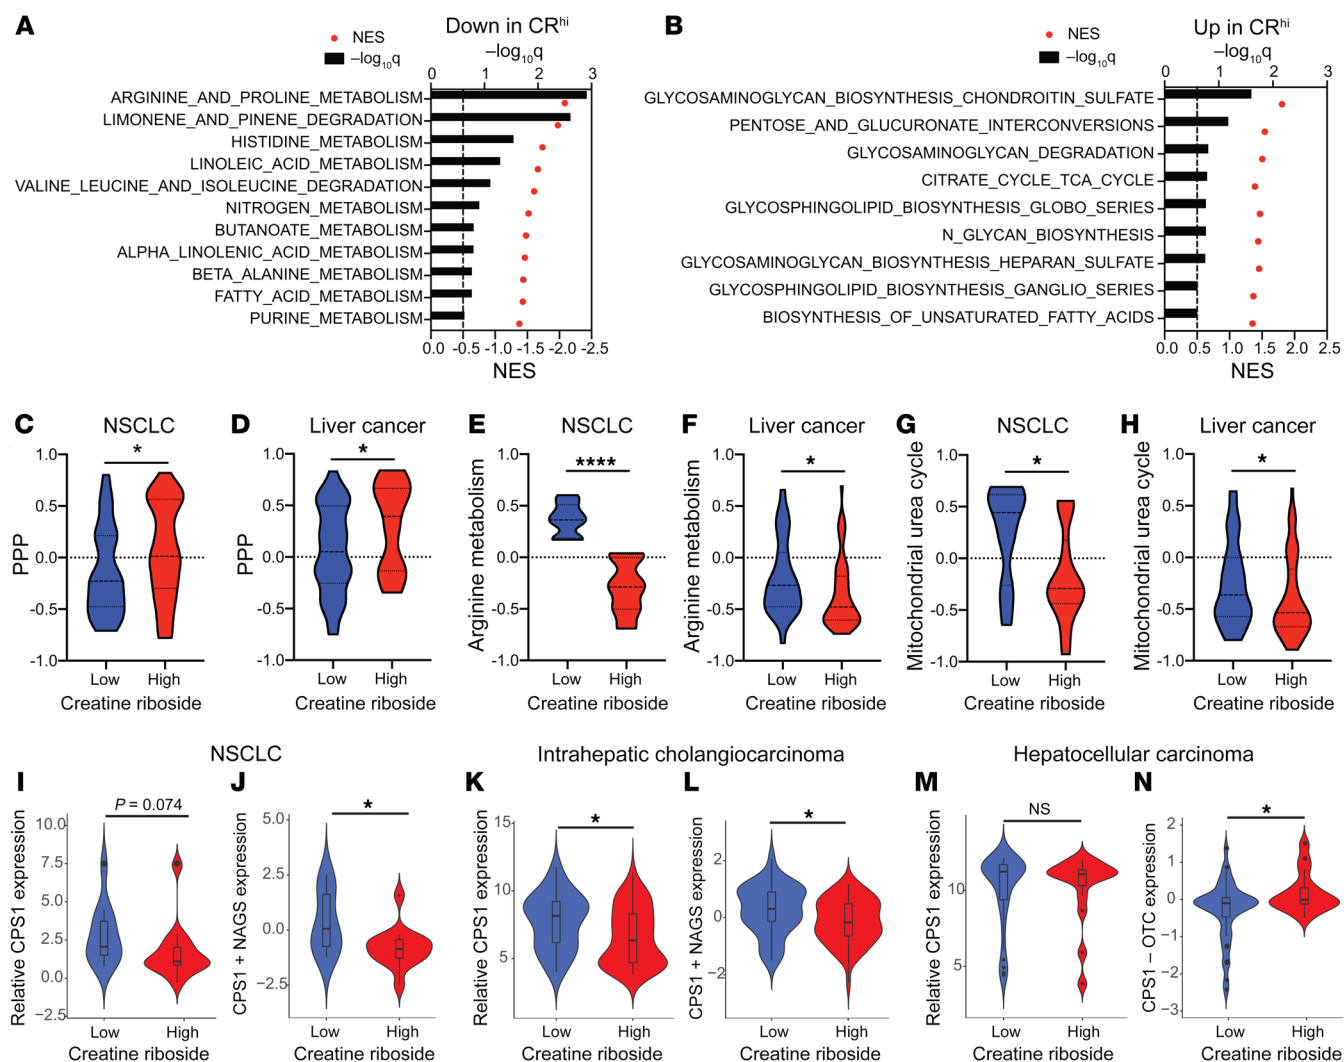 A
Down in CRhi
NES
–log10q
–log10q
0 1 2 3
ARGININE_AND_PROLINE_METABOLISM
LIMONENE_AND_PINENE_DEGRADATION
HISTIDINE_METABOLISM
LINOLEIC_ACID_METABOLISM
VALINE_LEUCINE_AND_ISOLEUCINE_DEGRADATION
NITROGEN_METABOLISM
BUTANOATE_METABOLISM
ALPHA_LINOLENIC_ACID_METABOLISM
BETA_ALANINE_METABOLISM
FATTY_ACID_METABOLISM
PURINE_METABOLISM
0.0 -0.5 -1.0 -1.5 -2.0 -2.5
NES
B
Up in CRhi
NES
–log10q
–log10q
0 1 2 3
GLYCOSAMINOGLYCAN_BIOSYNTHESIS_CHONDROITIN_SULFATE
PENTOSE_AND_GLUCURONATE_INTERCONVERSIONS
GLYCOSAMINOGLYCAN_DEGRADATION
CITRATE_CYCLE_TCA_CYCLE
GLYCOSPHINGOLIPID_BIOSYNTHESIS_GLOBO_SERIES
N_GLYCAN_BIOSYNTHESIS
GLYCOSAMINOGLYCAN_BIOSYNTHESIS_HEPARAN_SULFATE
GLYCOSPHINGOLIPID_BIOSYNTHESIS_GANGLIO_SERIES
BIOSYNTHESIS_OF_UNSATURATED_FATTY_ACIDS
0.0 0.5 1.0 1.5 2.0 2.5
NES
C
NSCLC
*
PPP
1.0
0.5
0.0
-0.5
-1.0
Low High
Creatine riboside
D
Liver cancer
*
PPP
1.0
0.5
0.0
-0.5
-1.0
Low High
Creatine riboside
E
NSCLC
****
Arginine metabolism
1.0
0.5
0.0
-0.5
-1.0
Low High
Creatine riboside
F
Liver cancer
*
Arginine metabolism
1.0
0.5
0.0
-0.5
-1.0
Low High
Creatine riboside
G
NSCLC
*
Mitochondrial urea cycle
1.0
0.5
0.0
-0.5
-1.0
Low High
Creatine riboside
H
Liver cancer
*
Mitochondrial urea cycle
1.0
0.5
0.0
-0.5
-1.0
Low High
Creatine riboside
NSCLC
I
P = 0.074
Relative CPS1 expression
10.0
7.5
5.0
2.5
0.0
−2.5
Low High
Creatine riboside
J
*
CPS1 + NAGS expression
5.0
2.5
0.0
−2.5
Low High
Creatine riboside
Intrahepatic cholangiocarcinoma
K
*
Relative CPS1 expression
15
10
5
Low High
Creatine riboside
L
*
CPS1 + NAGS expression
2
0
−2
Low High
Creatine riboside
Hepatocellular carcinoma
M
NS
Relative CPS1 expression
10
5
Low High
Creatine riboside
N
*
CPS1 – OTC expression
2
1
0
−1
−2
−3
Low High
Creatine riboside